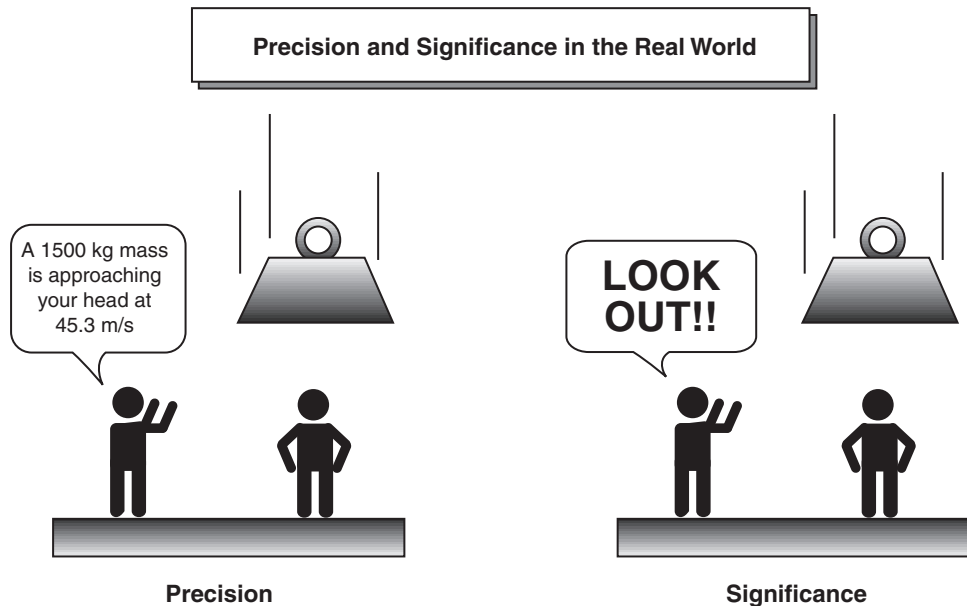 Precision and Significance in the Real World
A 1500 kg mass
is approaching
your head at
45.3 m/s
LOOK
OUT!!
Precision
Significance